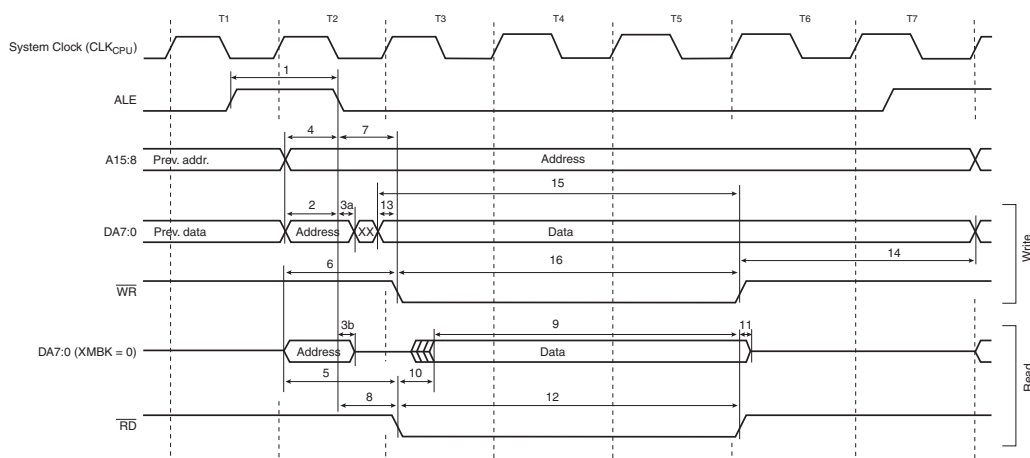 T1 T2 T3 T4 T5 T6 T7
System Clock (CLKCPU)
1
ALE
4 7
A15:8 Prev. addr. Address
15
2 3a 13
DA7:0 Prev. data Address XX Data
14
6 16
WR
Write
3b 9 11
DA7:0 (XMBK = 0) Address Data
5 10
8 12
RD
Read